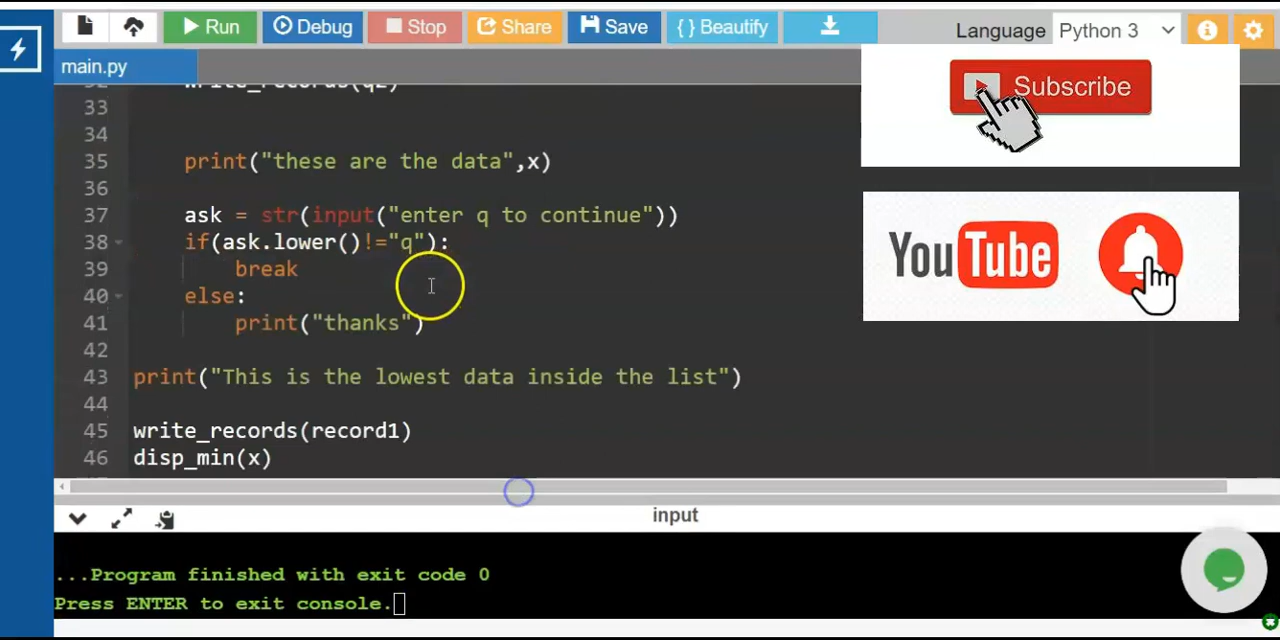 Run Debug Stop Share Save { } Beautify
Language Python 3
main.py
Subscribe
32 write_records(q2)
33
34
35 print("these are the data",x)
36
37 ask = str(input("enter q to continue"))
38 if(ask.lower()!="q"):
39 break
40 else:
41 print("thanks")
42
43 print("This is the lowest data inside the list")
44
45 write_records(record1)
46 disp_min(x)
YouTube
input
...Program finished with exit code 0
Press ENTER to exit console.